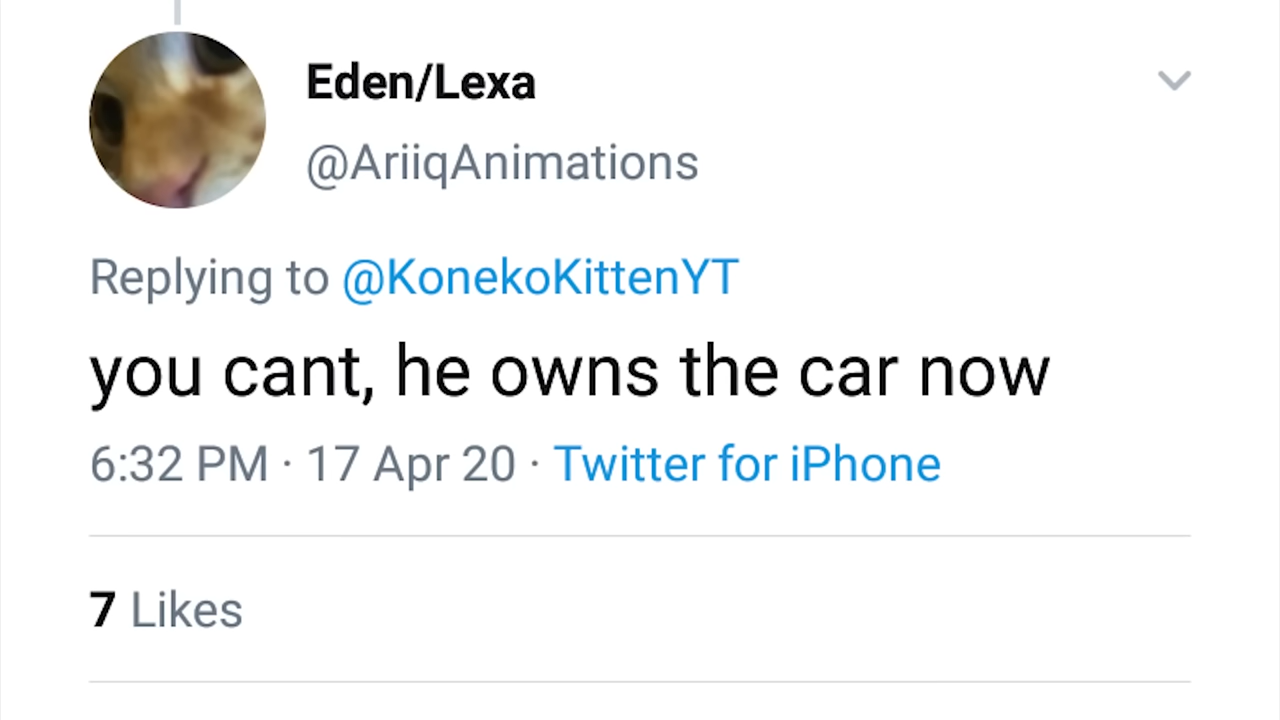 Eden/Lexa
@AriiqAnimations
Replying to @KonekoKittenYT
you cant, he owns the car now
6:32 PM · 17 Apr 20 · Twitter for iPhone
7 Likes